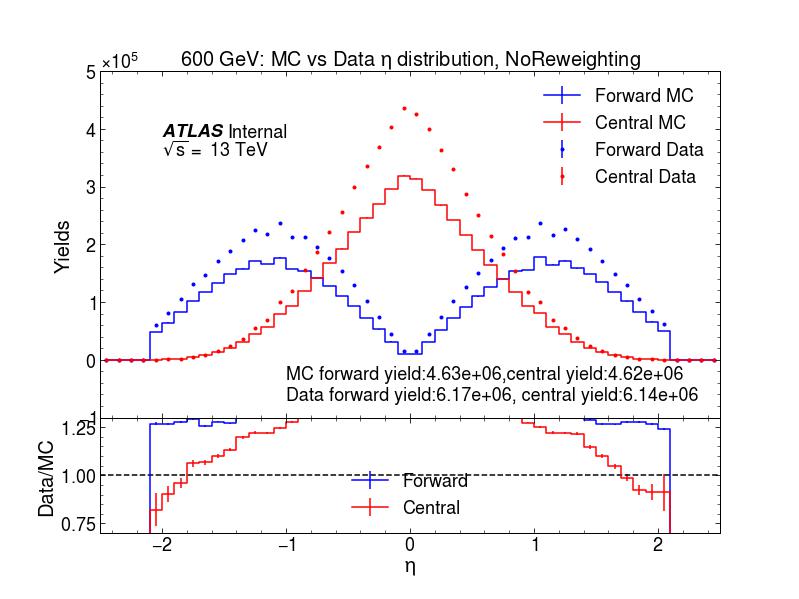 600 GeV: MC vs Data η distribution, NoReweighting
×10⁵
5
4
3
2
1
0
−1
Yields
ATLAS Internal
√s = 13 TeV
Forward MC
Central MC
Forward Data
Central Data
MC forward yield:4.63e+06,central yield:4.62e+06
Data forward yield:6.17e+06, central yield:6.14e+06
1.25
1.00
0.75
Data/MC
Forward
Central
−2 −1 0 1 2
η